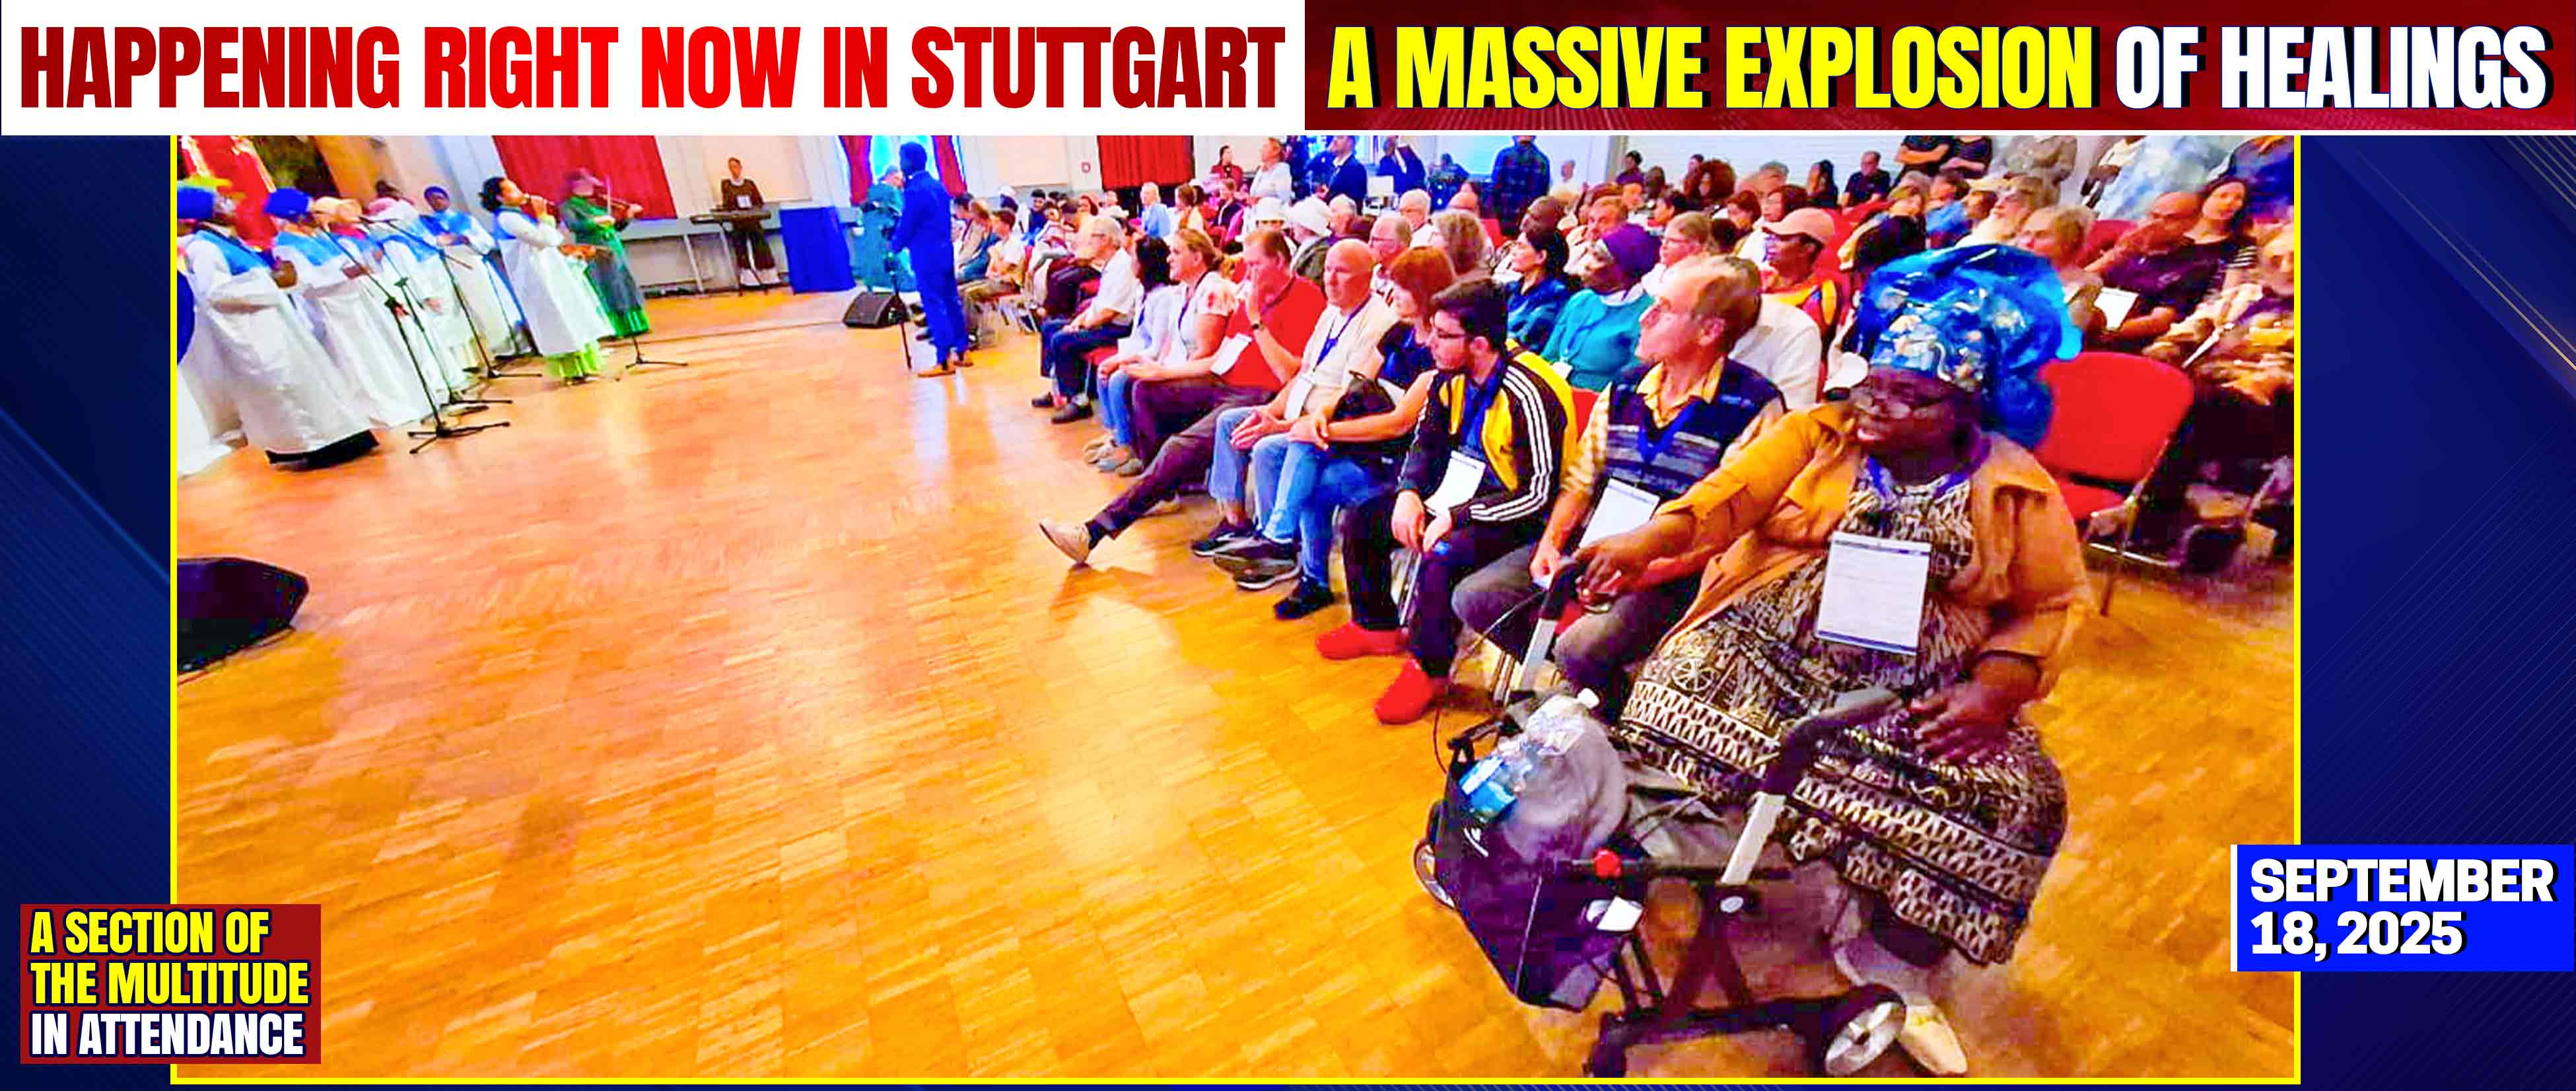 HAPPENING RIGHT NOW IN STUTTGART
A MASSIVE EXPLOSION OF HEALINGS
A SECTION OF
THE MULTITUDE
IN ATTENDANCE
SEPTEMBER
18, 2025